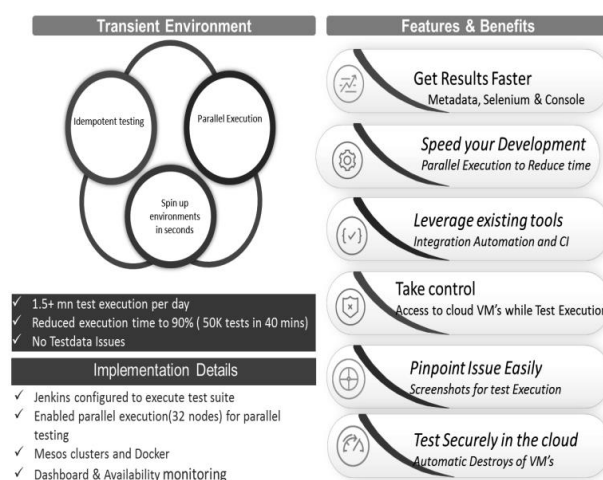 Transient Environment
Idempotent testing
Parallel Execution
Spin up
environments
in seconds
✓ 1.5+ mn test execution per day
✓ Reduced execution time to 90% ( 50K tests in 40 mins)
✓ No Testdata Issues
Implementation Details
✓ Jenkins configured to execute test suite
✓ Enabled parallel execution(32 nodes) for parallel
testing
✓ Mesos clusters and Docker
✓ Dashboard & Availability monitoring
Features & Benefits
Get Results Faster
Metadata, Selenium & Console
Speed your Development
Parallel Execution to Reduce time
Leverage existing tools
Integration Automation and CI
Take control
Access to cloud VM's while Test Execution
Pinpoint Issue Easily
Screenshots for test Execution
Test Securely in the cloud
Automatic Destroys of VM's